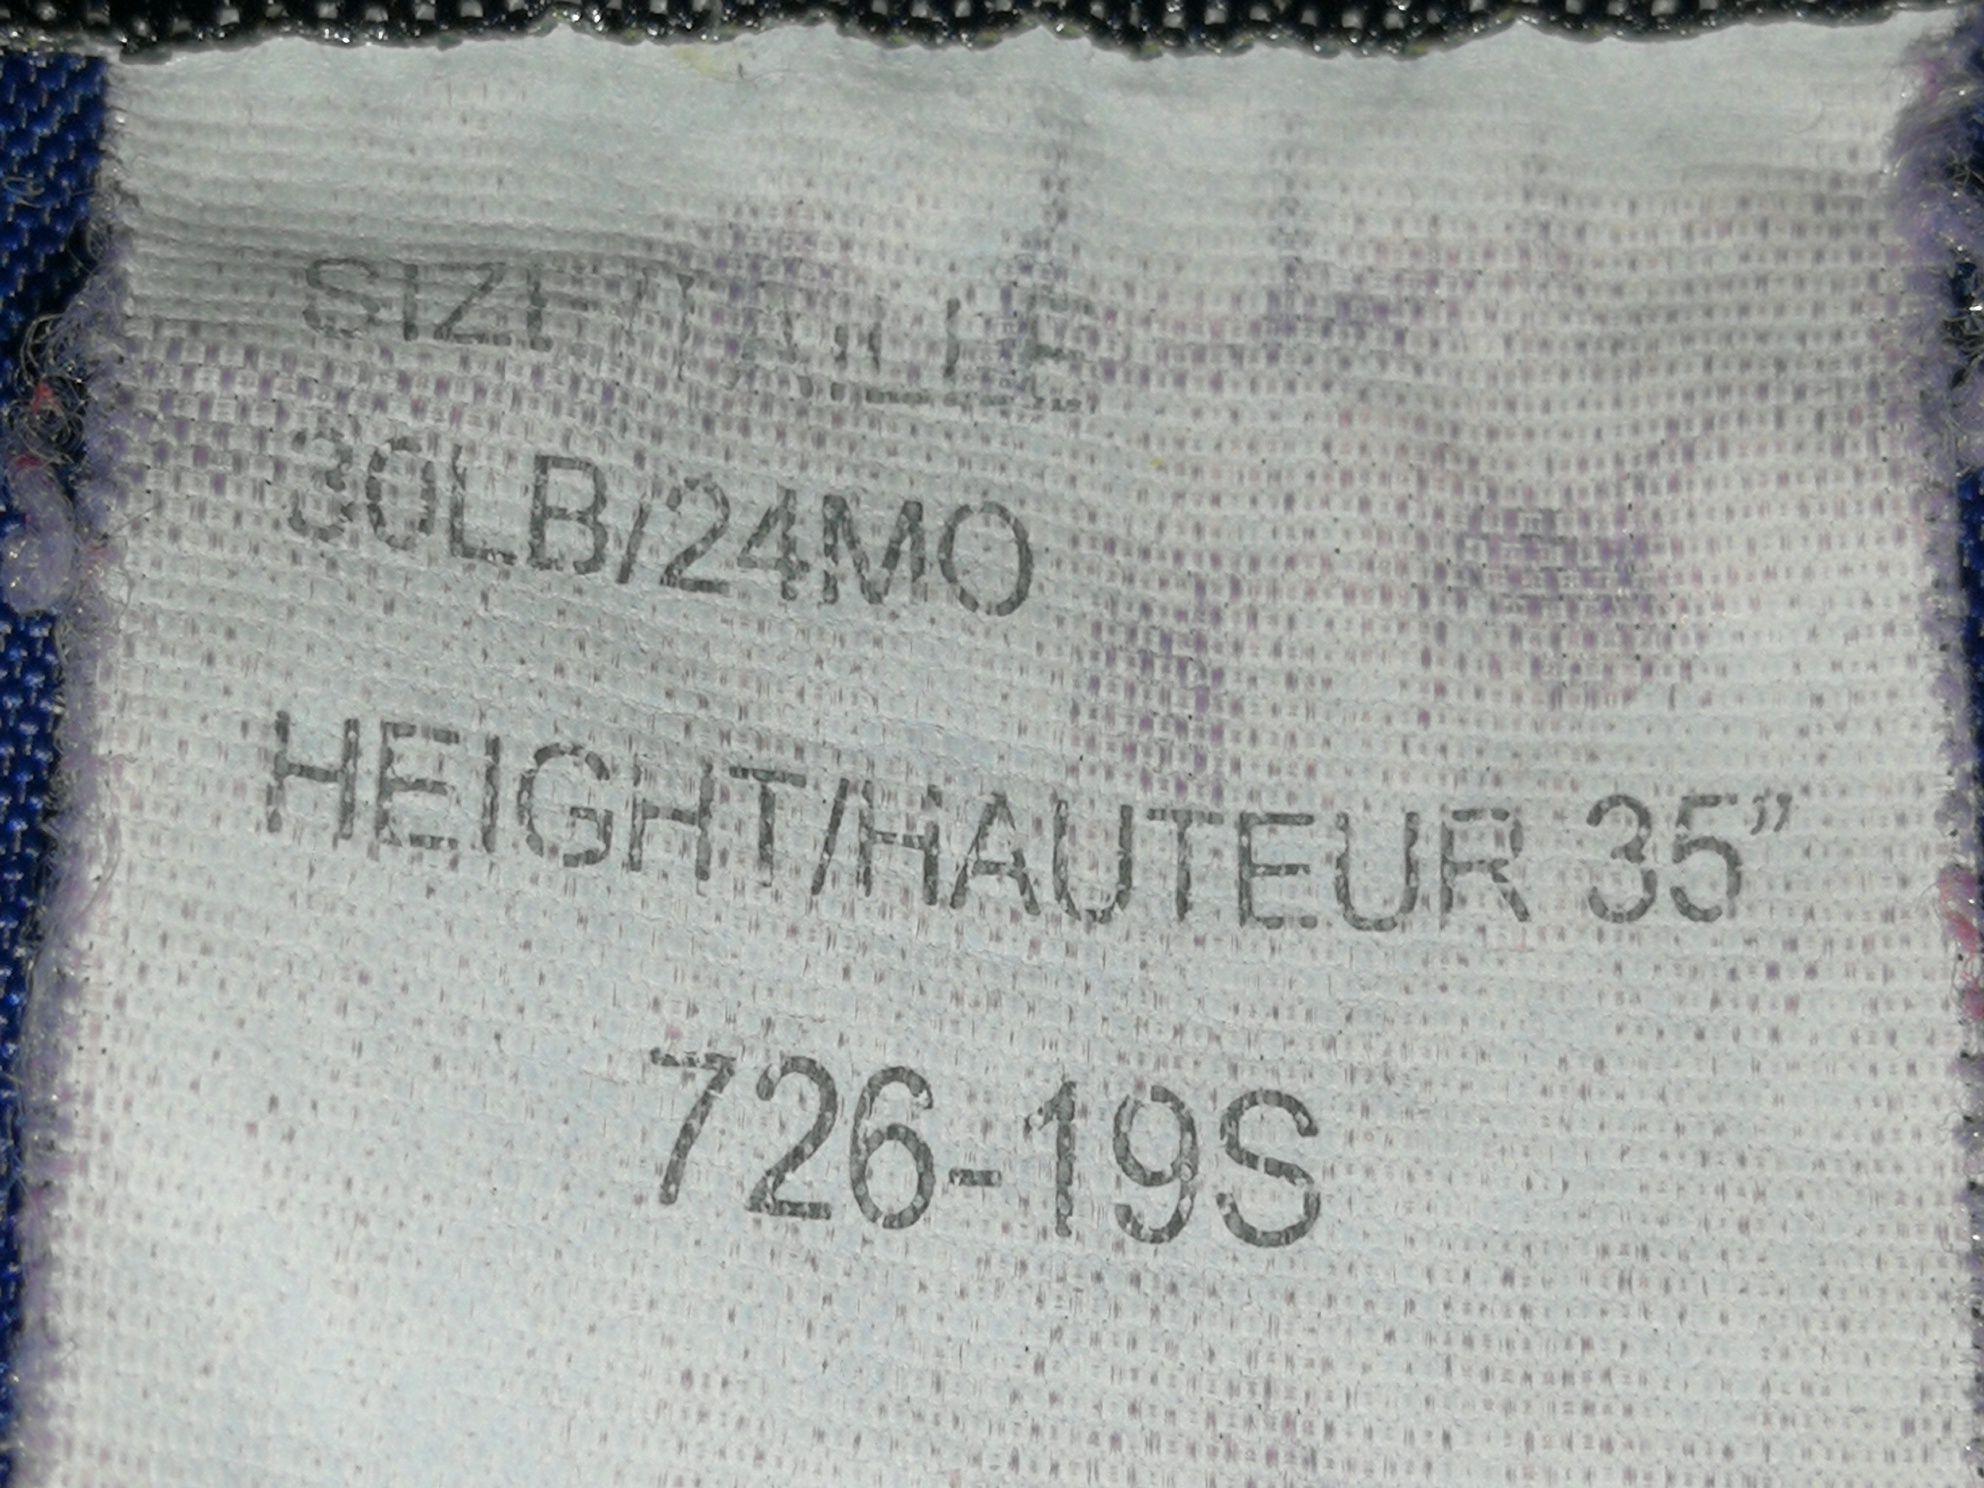 SIZE/TAILLE
30LB/24MO
HEIGHT/HAUTEUR 35”
726-19S